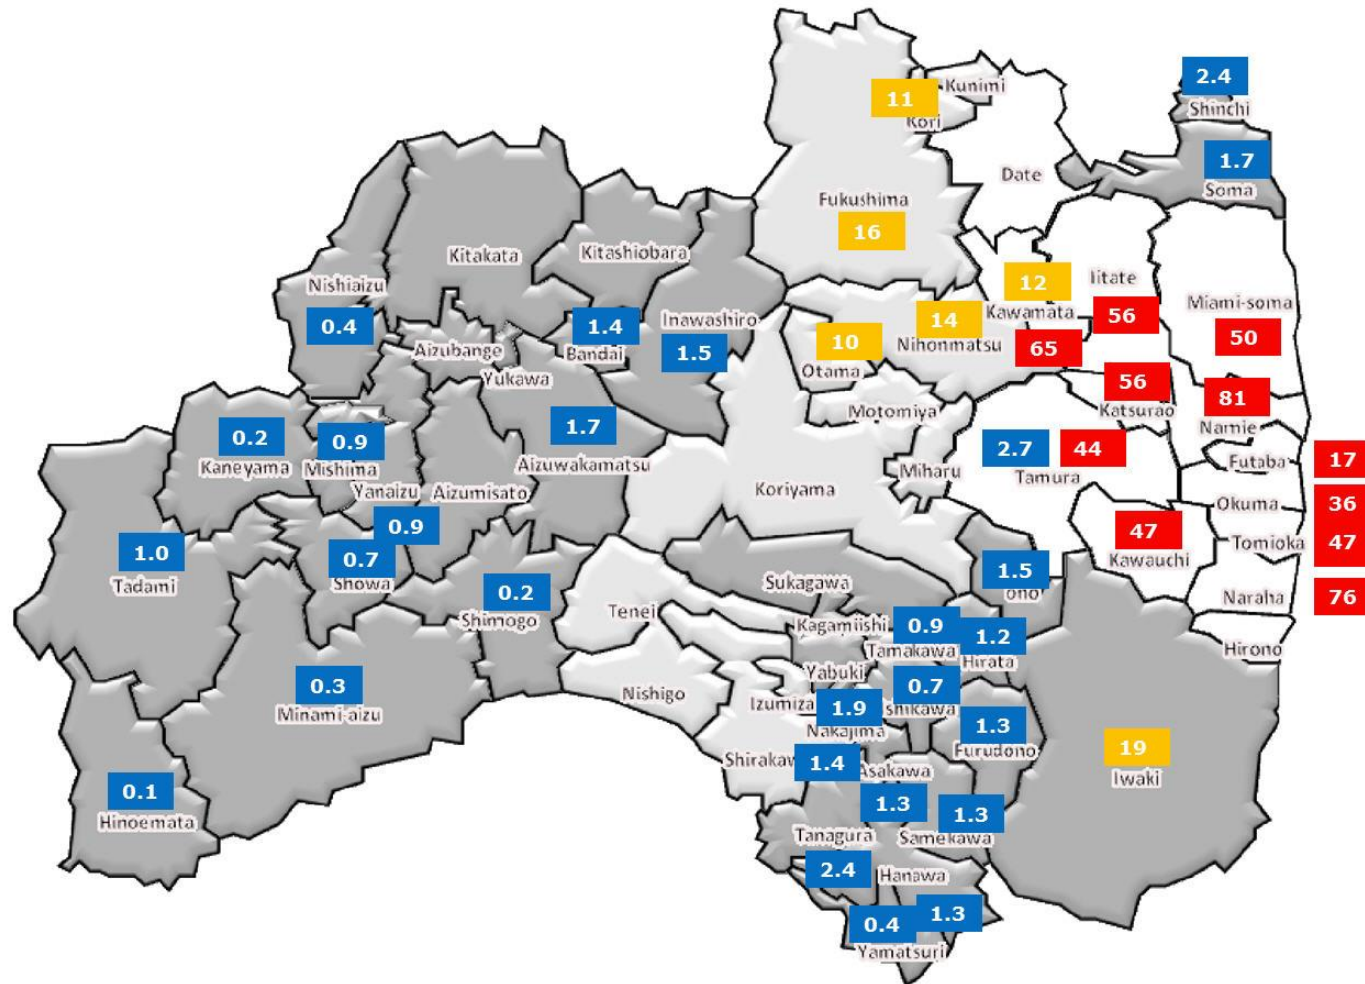 2.4
Shinchi
11
Kunimi
Kori
1.7
Soma
Date
Fukushima
16
Kitakata
Kitashiobara
Nishiaizu
0.4
12
Iitate
Kawamata
56
Miami-soma
50
Inawashiro
1.5
1.4
Bandai
Aizubange
Yukawa
14
Nihonmatsu
10
Otama
65
56
Katsurao
81
Namie
Motomiya
0.2
Kaneyama
0.9
Mishima
Yanaizu
1.7
Aizuwakamatsu
Aizumisato
Miharu
2.7
44
Tamura
Futaba
17
Koriyama
Okuma
36
0.9
0.7
Showa
1.0
Tadami
47
Kawauchi
Tomioka
47
Sukagawa
1.5
ono
Naraha
76
0.2
Shimogo
Tenei
Kagamiishi
0.9
Tamakawa
1.2
Hirata
Hirono
0.3
Minami-aizu
Nishigo
Yabuki
0.7
shikawa
Izumiza
1.9
Nakajima
1.3
Furudono
19
Iwaki
Shirakaw
1.4
Asakawa
1.3
0.1
Hinoemata
1.3
Samekawa
Tanagura
2.4
Hanawa
1.3
0.4
Yamatsuri